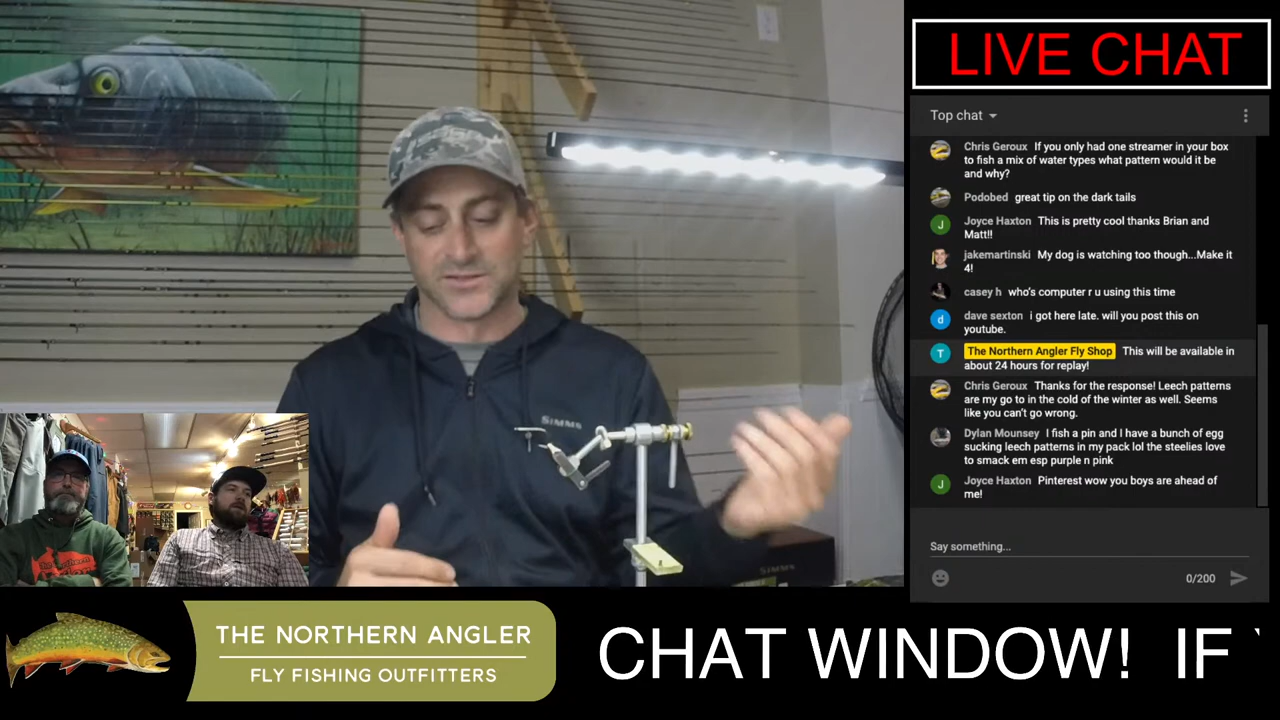 LIVE CHAT
Top chat
Chris Geroux If you only had one streamer in your box
to fish a mix of water types what pattern would it be
and why?
Podobed great tip on the dark tails
Joyce Haxton This is pretty cool thanks Brian and
Matt!!
jakemartinski My dog is watching too though...Make it
4!
casey h who's computer r u using this time
dave sexton i got here late. will you post this on
youtube.
The Northern Angler Fly Shop This will be available in
about 24 hours for replay!
Chris Geroux Thanks for the response! Leech patterns
are my go to in the cold of the winter as well. Seems
like you can't go wrong.
Dylan Mounsey I fish a pin and I have a bunch of egg
sucking leech patterns in my pack lol the steelies love
to smack em esp purple n pink
Joyce Haxton Pinterest wow you boys are ahead of
me!
Say something...
0/200
SIMMS
SIMMS
THE NORTHERN ANGLER
FLY FISHING OUTFITTERS
CHAT WINDOW! IF